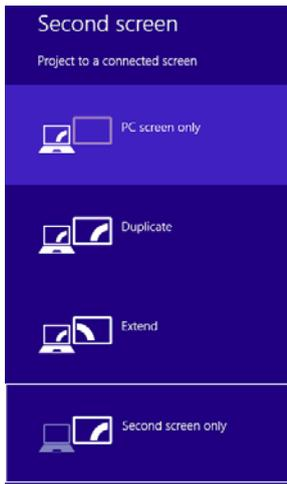 Second screen
Project to a connected screen
PC screen only
Duplicate
Extend
Second screen only